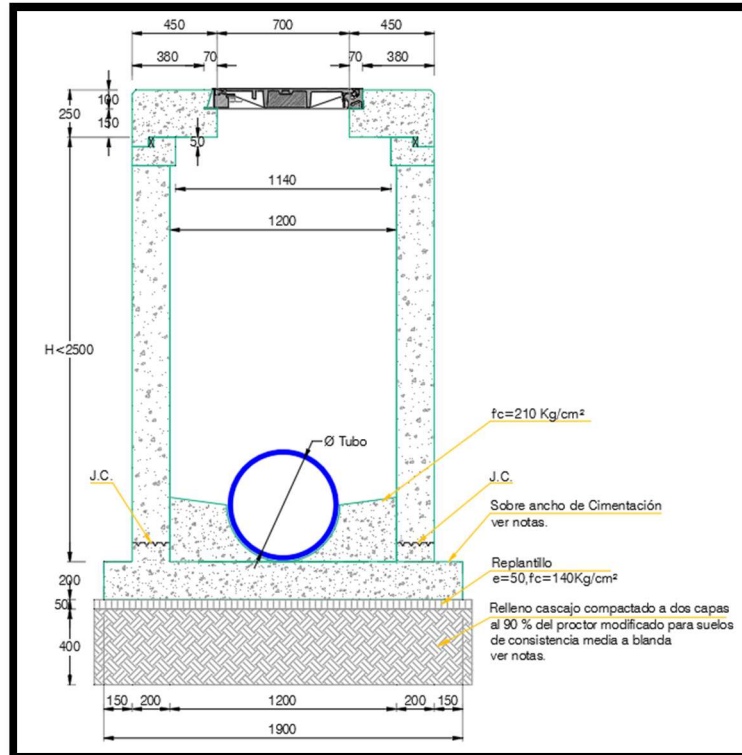 450 700 450
380 70 70 380
100
250
150
50
1140
1200
H<2500
fc=210 Kg/cm²
Ø Tubo
J.C. J.C.
Sobre ancho de Cimentación
ver notas.
Replantillo
e=50,fc=140Kg/cm²
200
50
Relleno cascajo compactado a dos capas
al 90 % del proctor modificado para suelos
de consistencia media a blanda
ver notas.
400
150 200 1200 200 150
1900